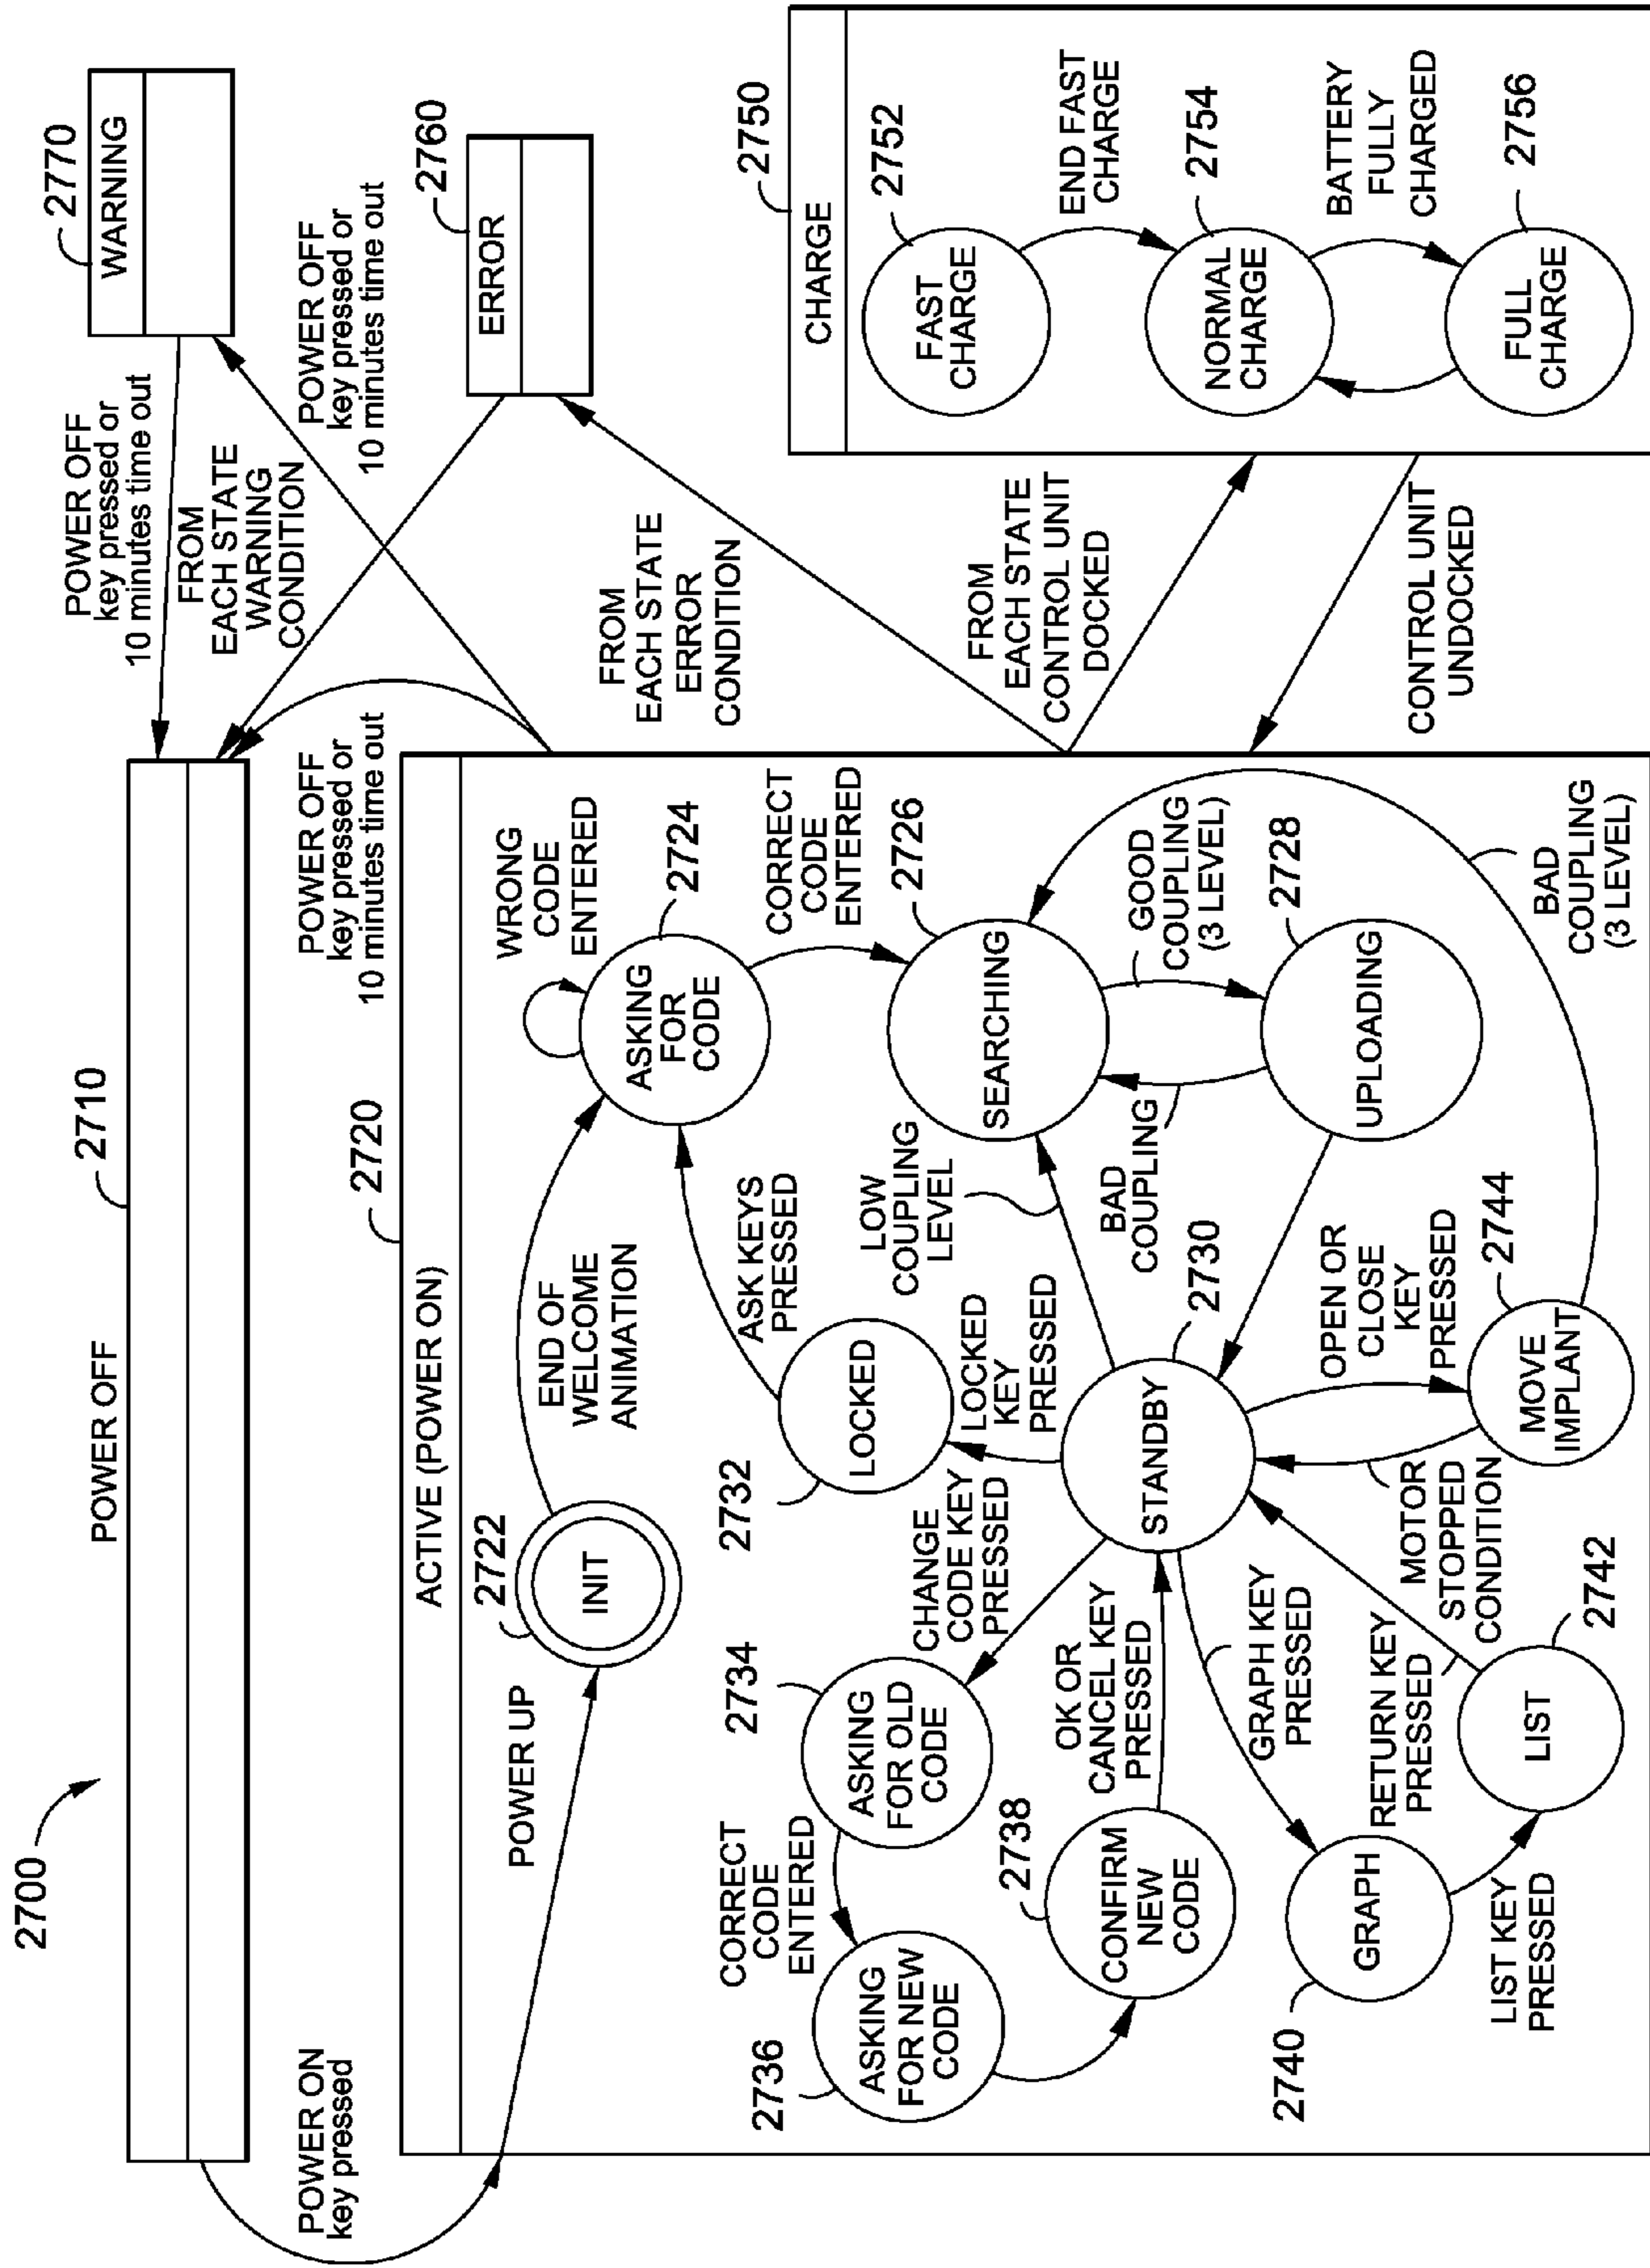 2700
POWER OFF
2710
POWER ON
key pressed
POWER OFF
key pressed or
10 minutes time out
POWER OFF
key pressed or
10 minutes time out
FROM
EACH STATE
WARNING
CONDITION
2770
WARNING
POWER OFF
key pressed or
10 minutes time out
2760
ERROR
FROM
EACH STATE
ERROR
CONDITION
2720
ACTIVE (POWER ON)
POWER UP
2722
INIT
END OF
WELCOME
ANIMATION
WRONG
CODE
ENTERED
2724
ASKING
FOR
CODE
CORRECT
CODE
ENTERED
ASK KEYS
PRESSED
2732
LOCKED
LOCKED
KEY
PRESSED
LOW
COUPLING
LEVEL
2726
SEARCHING
GOOD
COUPLING
(3 LEVEL)
BAD
COUPLING
2728
UPLOADING
2734
ASKING
FOR OLD
CODE
CHANGE
CODE KEY
PRESSED
CORRECT
CODE
ENTERED
2736
ASKING
FOR NEW
CODE
2738
CONFIRM
NEW
CODE
OK OR
CANCEL KEY
PRESSED
2730
STANDBY
GRAPH KEY
PRESSED
2740
GRAPH
LIST KEY
PRESSED
RETURN KEY
PRESSED
2742
LIST
MOTOR
STOPPED
CONDITION
OPEN OR
CLOSE
KEY
PRESSED
2744
MOVE
IMPLANT
BAD
COUPLING
(3 LEVEL)
FROM
EACH STATE
CONTROL UNIT
DOCKED
CONTROL UNIT
UNDOCKED
2750
CHARGE
2752
FAST
CHARGE
END FAST
CHARGE
2754
NORMAL
CHARGE
BATTERY
FULLY
CHARGED
2756
FULL
CHARGE